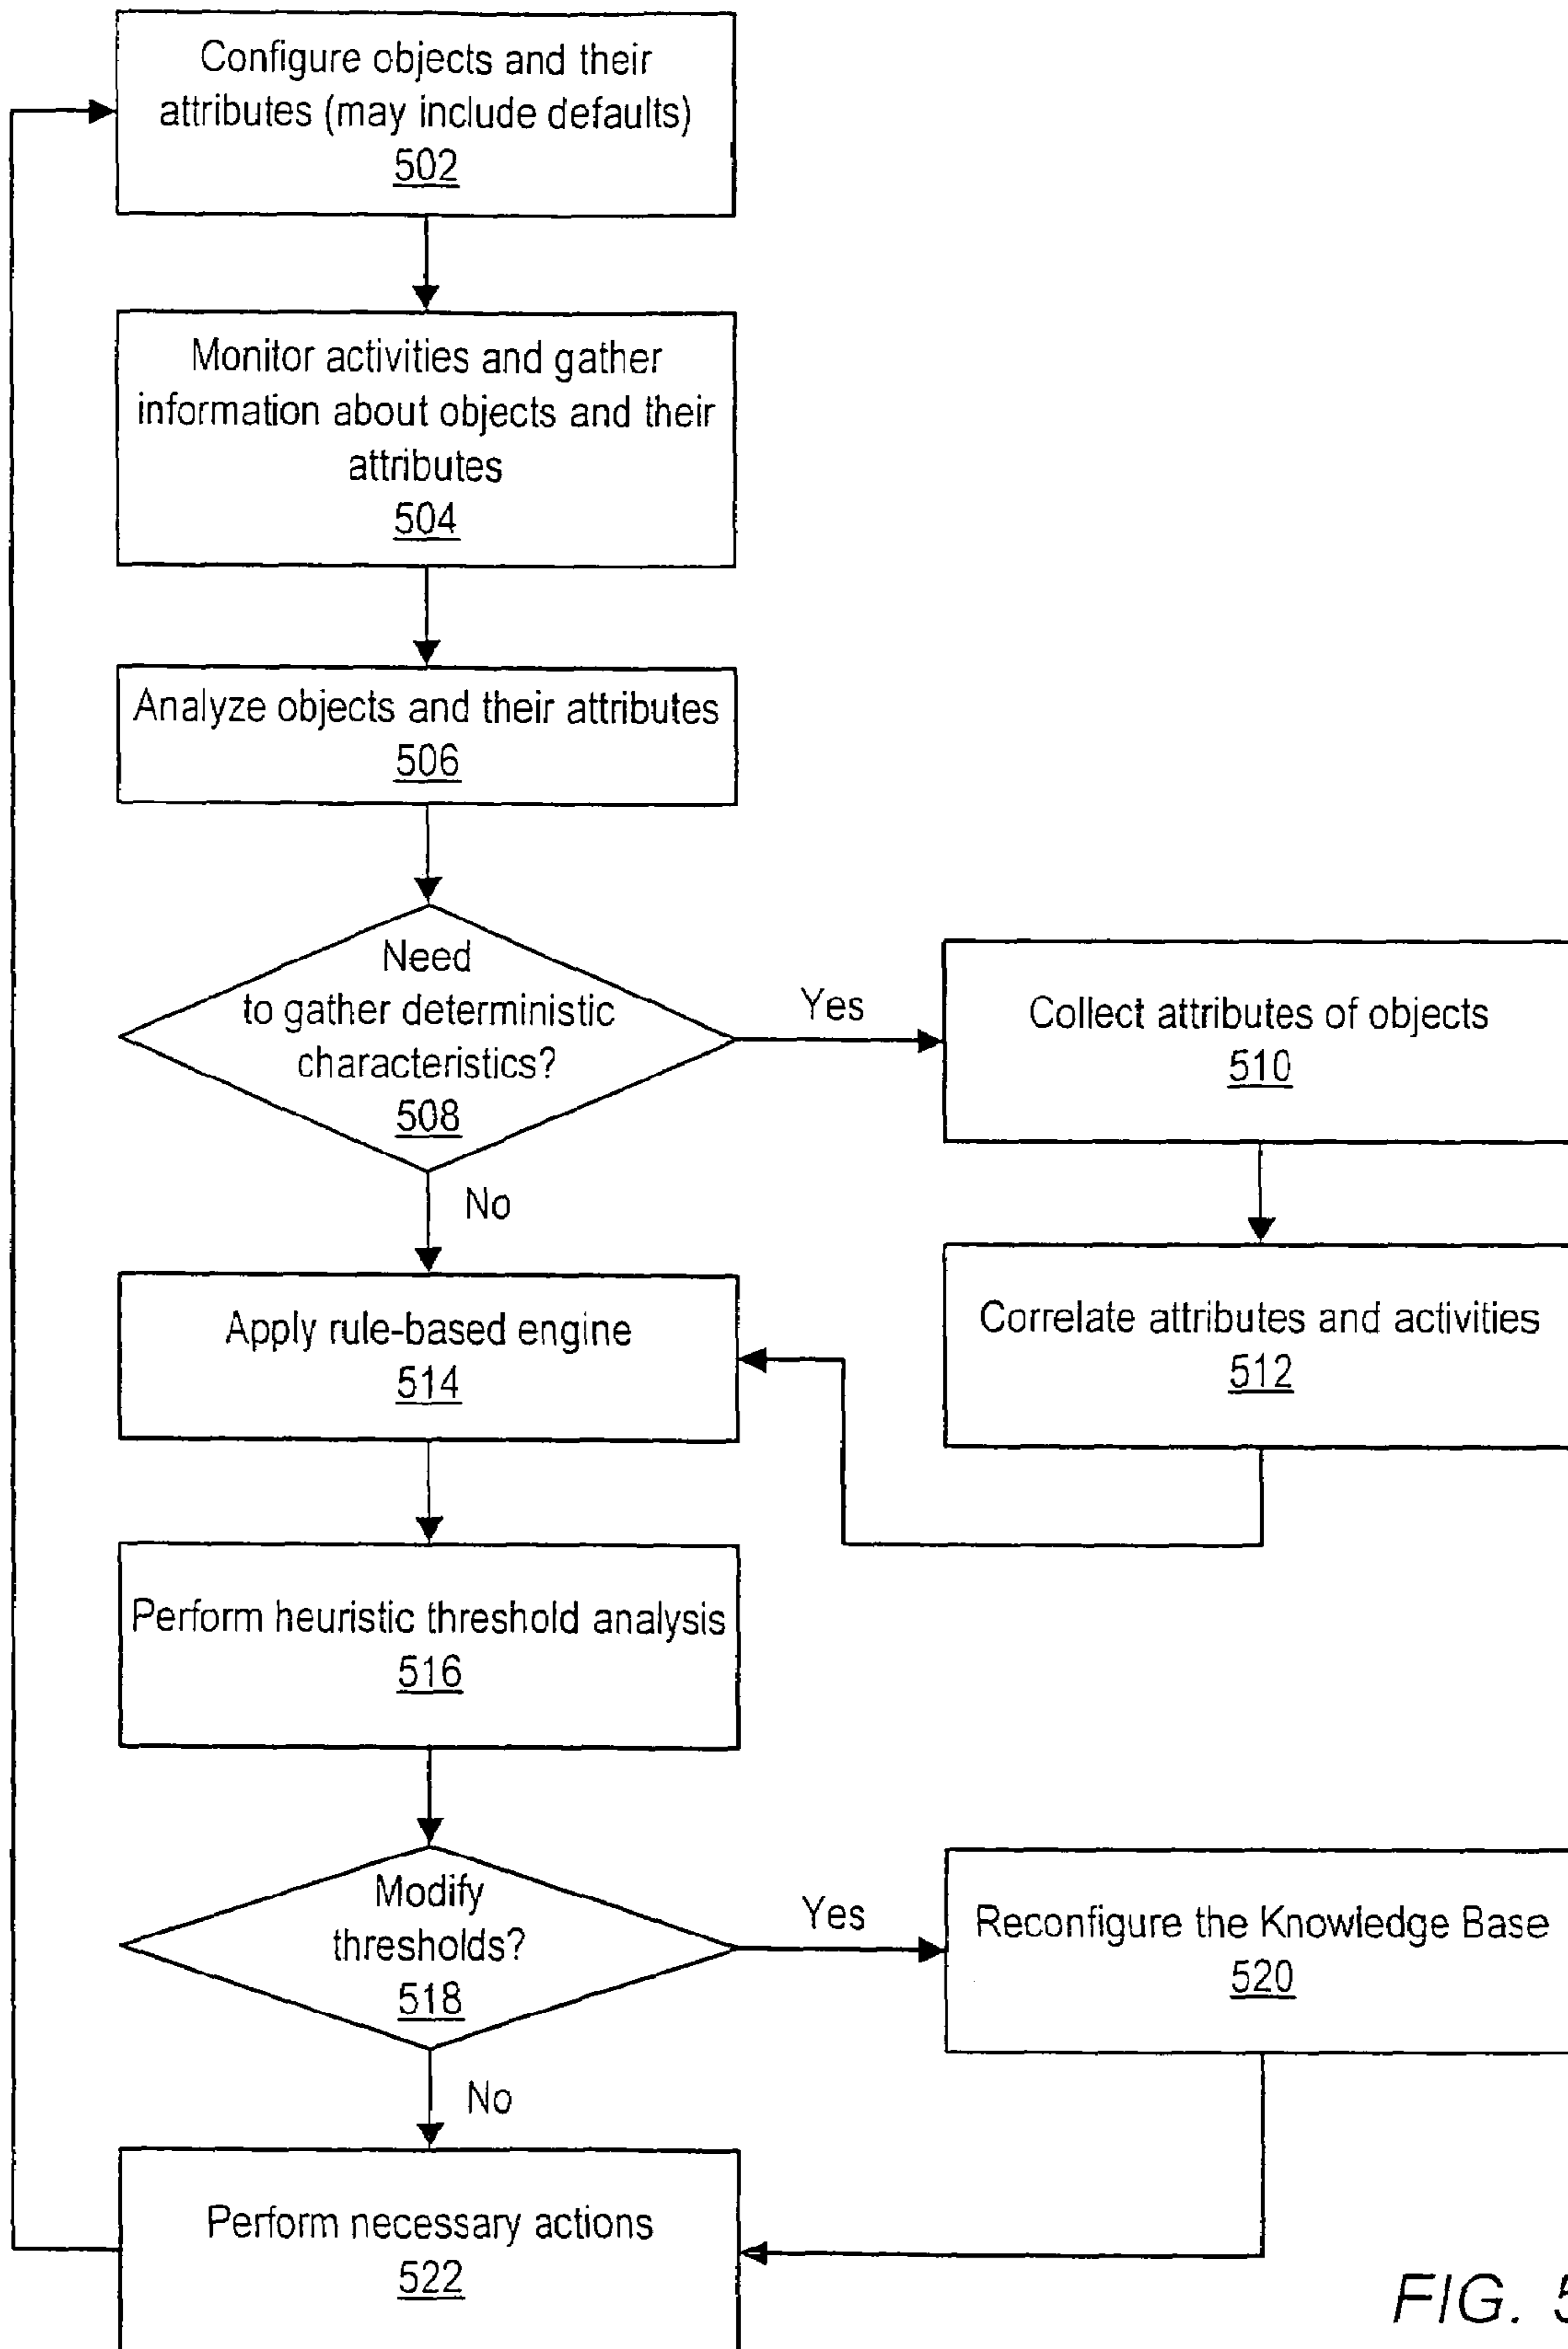 Configure objects and their
attributes (may include defaults)
502
Monitor activities and gather
information about objects and their
attributes
504
Analyze objects and their attributes
506
Need
to gather deterministic
characteristics?
508
Yes
Collect attributes of objects
510
No
Correlate attributes and activities
512
Apply rule-based engine
514
Perform heuristic threshold analysis
516
Modify
thresholds?
518
Yes
Reconfigure the Knowledge Base
520
No
Perform necessary actions
522
FIG. 5